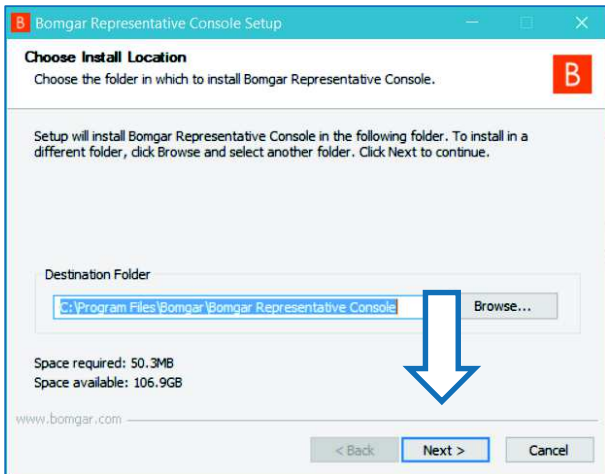 B Bomgar Representative Console Setup
Choose Install Location
Choose the folder in which to install Bomgar Representative Console.
B
Setup will install Bomgar Representative Console in the following folder. To install in a
different folder, click Browse and select another folder. Click Next to continue.
Destination Folder
C:\Program Files\Bomgar\Bomgar Representative Console
Browse...
Space required: 50.3MB
Space available: 106.9GB
www.bomgar.com
< Back Next > Cancel